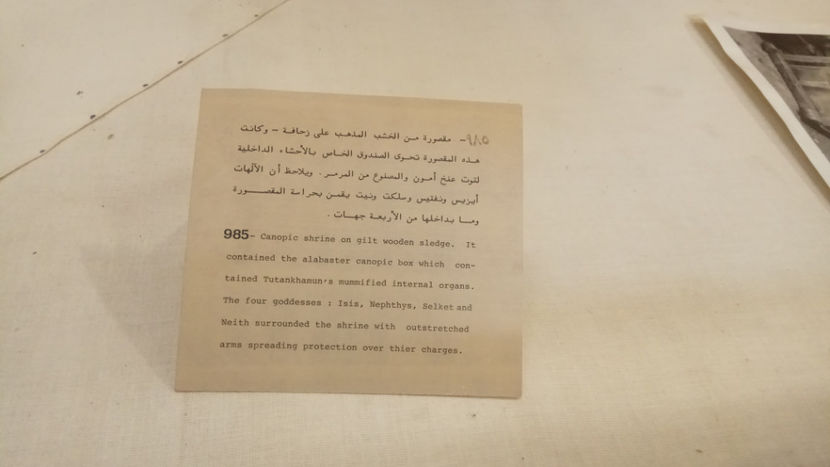 ٩٨٥- مقصورة من الخشب المذهب على زحافة - وكانت
هذه المقصورة تحوى الصندوق الخاص بالأحشاء الداخلية
لتوت عنخ أمون والمصنوع من المرمر . ويلاحظ أن الآلهات
أيزيس ونفتيس وسلكت ونيت يقمن بحراسة المقصورة
وما بداخلها من الأربعة جهات .
985- Canopic shrine on gilt wooden sledge. It
contained the alabaster canopic box which con-
tained Tutankhamun's mummified internal organs.
The four goddesses : Isis, Nephthys, Selket and
Neith surrounded the shrine with outstretched
arms spreading protection over thier charges.